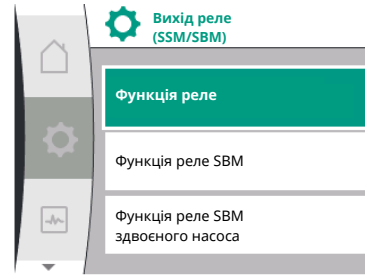 Вихід реле
(SSM/SBM)
Функція реле
Функція реле SBM
Функція реле SBM
здвоєного насоса